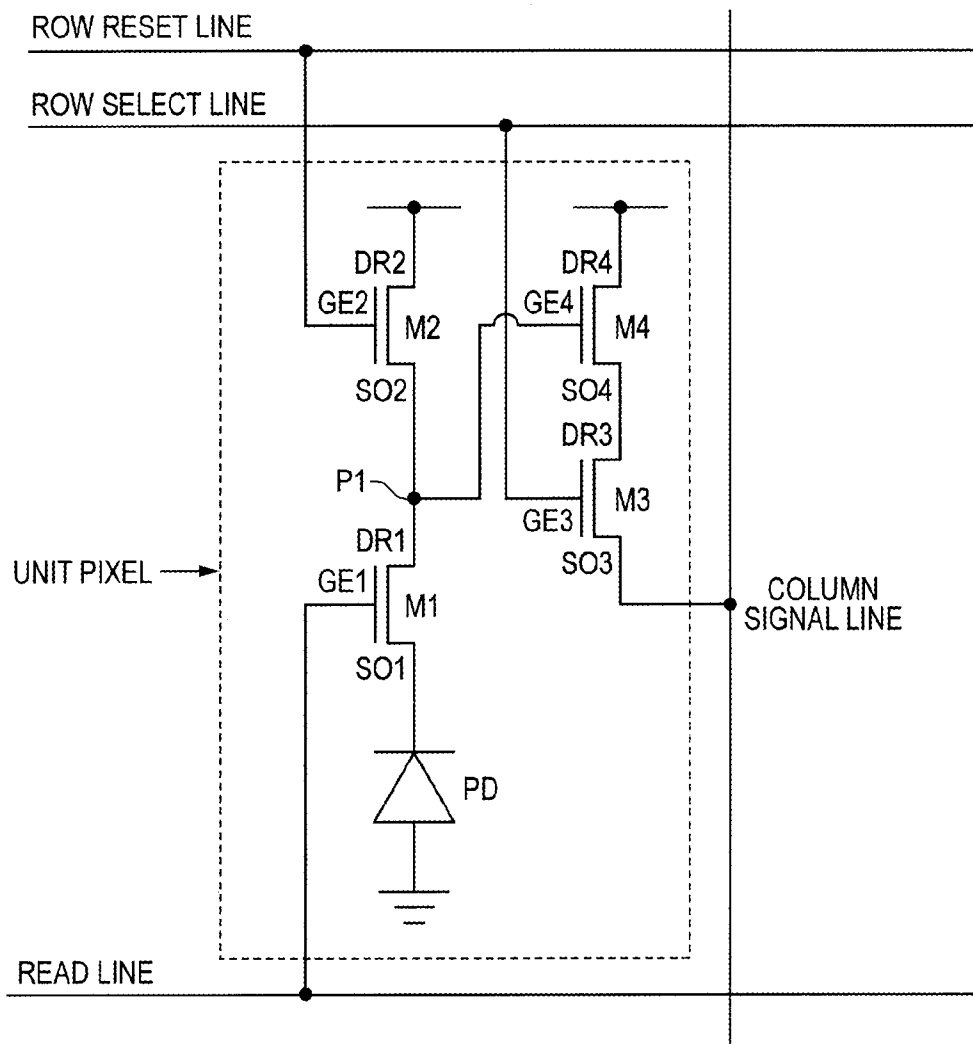 ROW RESET LINE
ROW SELECT LINE
DR2
GE2
M2
SO2
DR4
GE4
M4
SO4
DR3
M3
GE3
SO3
P1
DR1
GE1
M1
SO1
UNIT PIXEL
COLUMN
SIGNAL LINE
PD
READ LINE